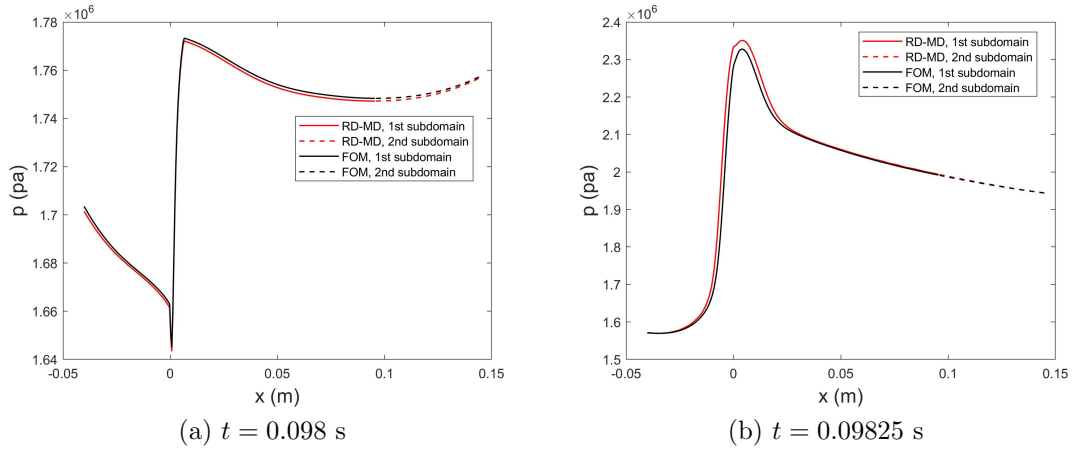 ×10⁶
1.78
1.76
1.74
1.72
1.7
1.68
1.66
1.64
p (pa)
-0.05
0
0.05
0.1
0.15
x (m)
RD-MD, 1st subdomain
RD-MD, 2nd subdomain
FOM, 1st subdomain
FOM, 2nd subdomain
(a) t = 0.098 s
×10⁶
2.4
2.3
2.2
2.1
2
1.9
1.8
1.7
1.6
1.5
p (pa)
-0.05
0
0.05
0.1
0.15
x (m)
RD-MD, 1st subdomain
RD-MD, 2nd subdomain
FOM, 1st subdomain
FOM, 2nd subdomain
(b) t = 0.09825 s